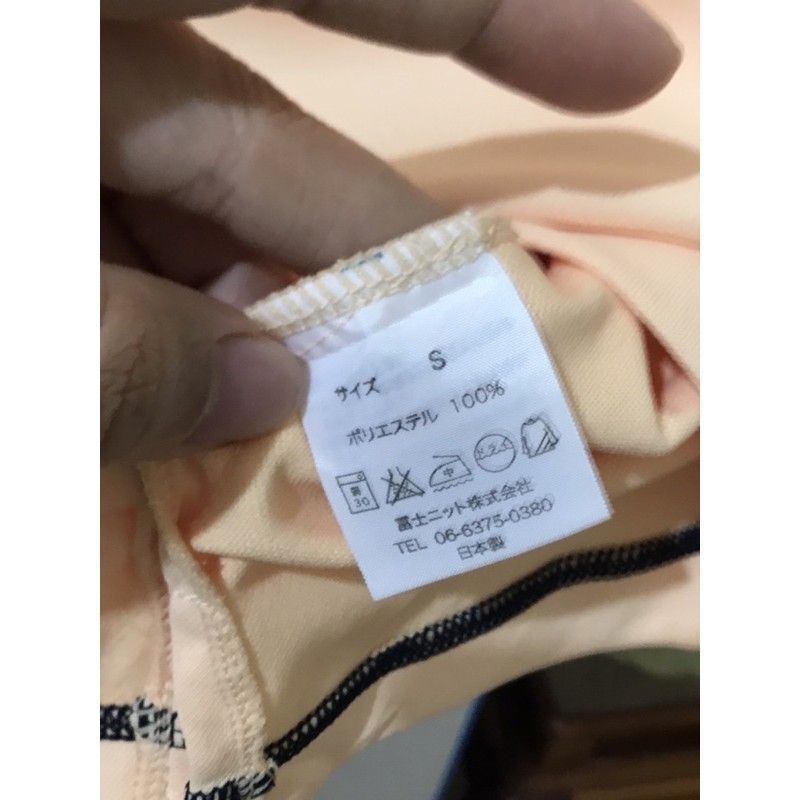 サイズ S
ポリエステル 100%
30 中 ドライ
富士ニット株式会社
TEL 06-6375-0380
日本製